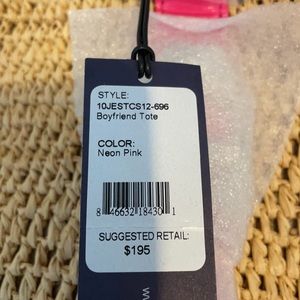 STYLE:
10JESTCS12-696
Boyfriend Tote
COLOR:
Neon Pink
8 46632 18430 1
SUGGESTED RETAIL:
$195